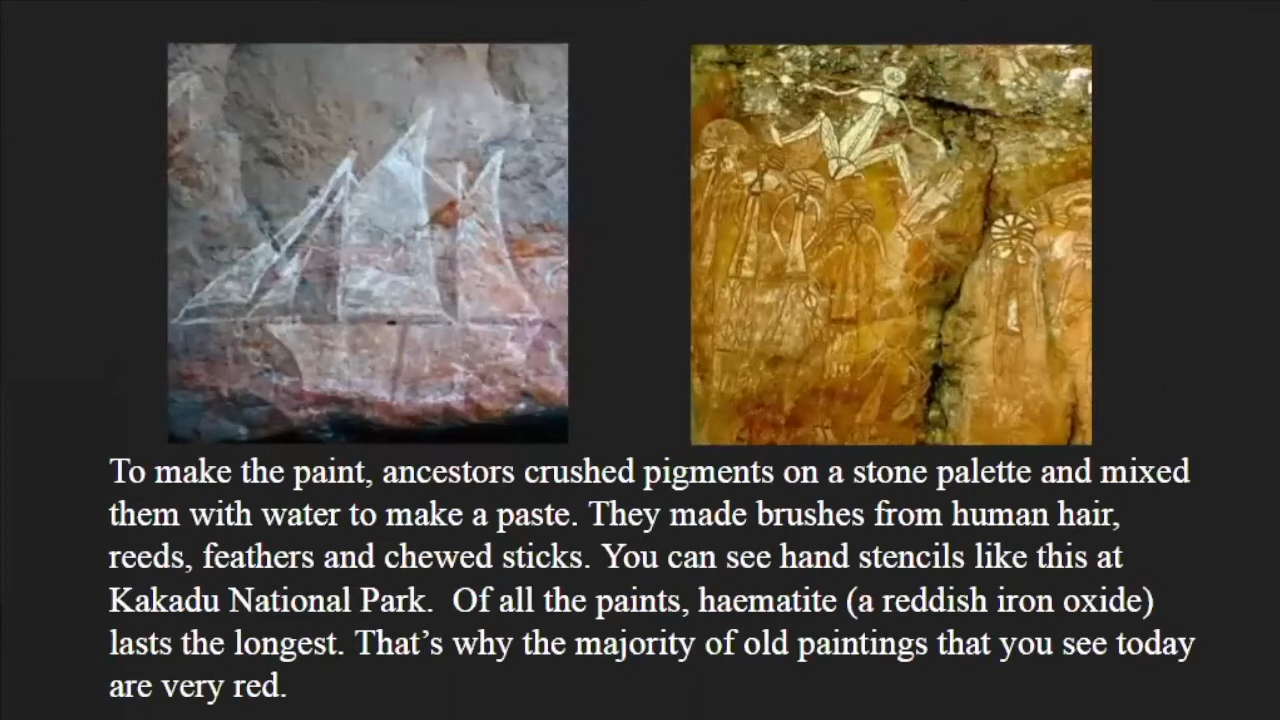 To make the paint, ancestors crushed pigments on a stone palette and mixed
them with water to make a paste. They made brushes from human hair,
reeds, feathers and chewed sticks. You can see hand stencils like this at
Kakadu National Park.  Of all the paints, haematite (a reddish iron oxide)
lasts the longest. That’s why the majority of old paintings that you see today
are very red.